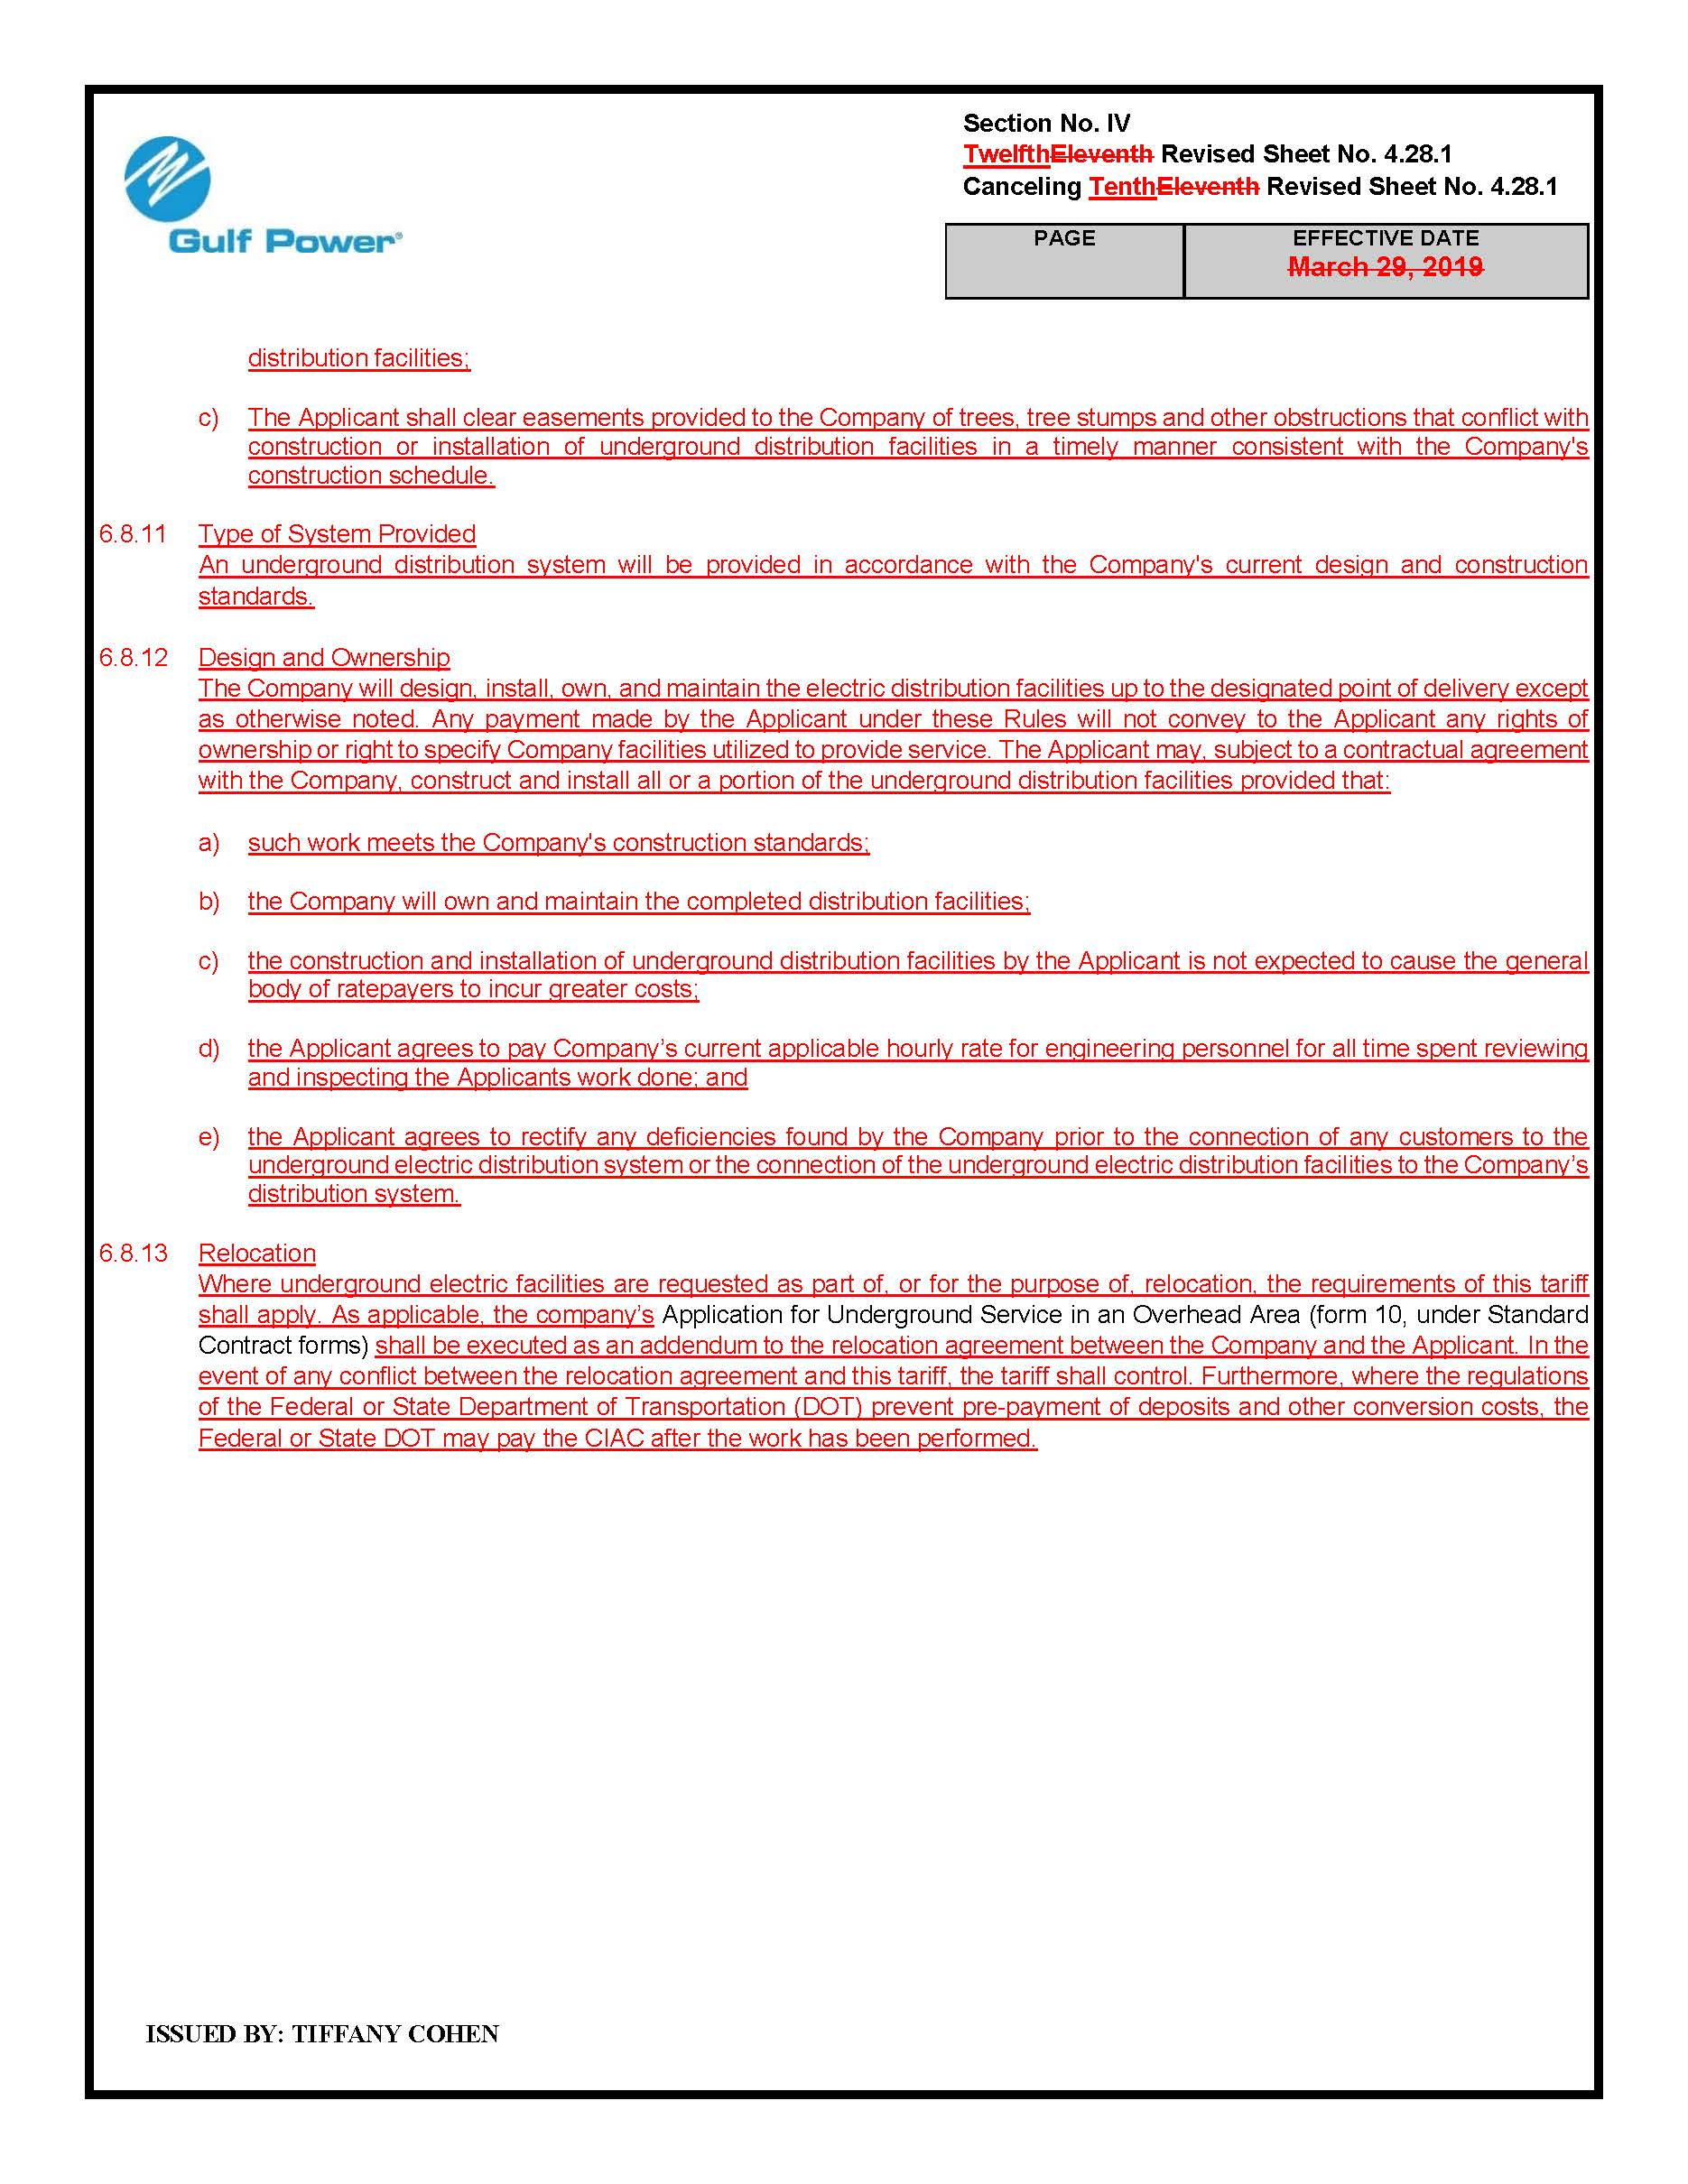 Section No. IV
TwelfthEleventh Revised Sheet No. 4.28.1
Canceling TenthEleventh Revised Sheet No. 4.28.1
Gulf Power®
PAGE
EFFECTIVE DATE
March 29, 2019
distribution facilities;
c) The Applicant shall clear easements provided to the Company of trees, tree stumps and other obstructions that conflict with
construction or installation of underground distribution facilities in a timely manner consistent with the Company's
construction schedule.
6.8.11 Type of System Provided
An underground distribution system will be provided in accordance with the Company's current design and construction
standards.
6.8.12 Design and Ownership
The Company will design, install, own, and maintain the electric distribution facilities up to the designated point of delivery except
as otherwise noted. Any payment made by the Applicant under these Rules will not convey to the Applicant any rights of
ownership or right to specify Company facilities utilized to provide service. The Applicant may, subject to a contractual agreement
with the Company, construct and install all or a portion of the underground distribution facilities provided that:
a) such work meets the Company's construction standards;
b) the Company will own and maintain the completed distribution facilities;
c) the construction and installation of underground distribution facilities by the Applicant is not expected to cause the general
body of ratepayers to incur greater costs;
d) the Applicant agrees to pay Company’s current applicable hourly rate for engineering personnel for all time spent reviewing
and inspecting the Applicants work done; and
e) the Applicant agrees to rectify any deficiencies found by the Company prior to the connection of any customers to the
underground electric distribution system or the connection of the underground electric distribution facilities to the Company’s
distribution system.
6.8.13 Relocation
Where underground electric facilities are requested as part of, or for the purpose of, relocation, the requirements of this tariff
shall apply. As applicable, the company’s Application for Underground Service in an Overhead Area (form 10, under Standard
Contract forms) shall be executed as an addendum to the relocation agreement between the Company and the Applicant. In the
event of any conflict between the relocation agreement and this tariff, the tariff shall control. Furthermore, where the regulations
of the Federal or State Department of Transportation (DOT) prevent pre-payment of deposits and other conversion costs, the
Federal or State DOT may pay the CIAC after the work has been performed.
ISSUED BY: TIFFANY COHEN